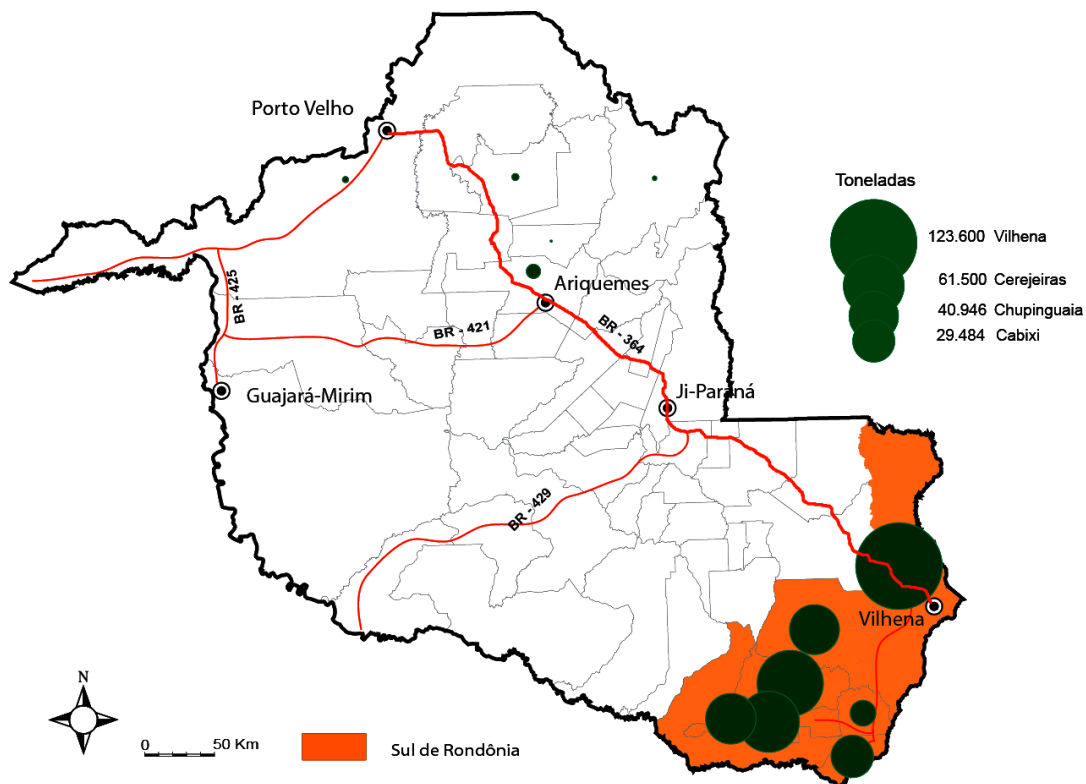 Porto Velho
Toneladas
123.600 Vilhena
61.500 Cerejeiras
40.946 Chupinguaia
29.484 Cabixi
BR - 425
Ariquemes
BR - 421
BR - 364
Guajará-Mirim
Ji-Paraná
BR - 429
Vilhena
N
0 50 Km
Sul de Rondônia